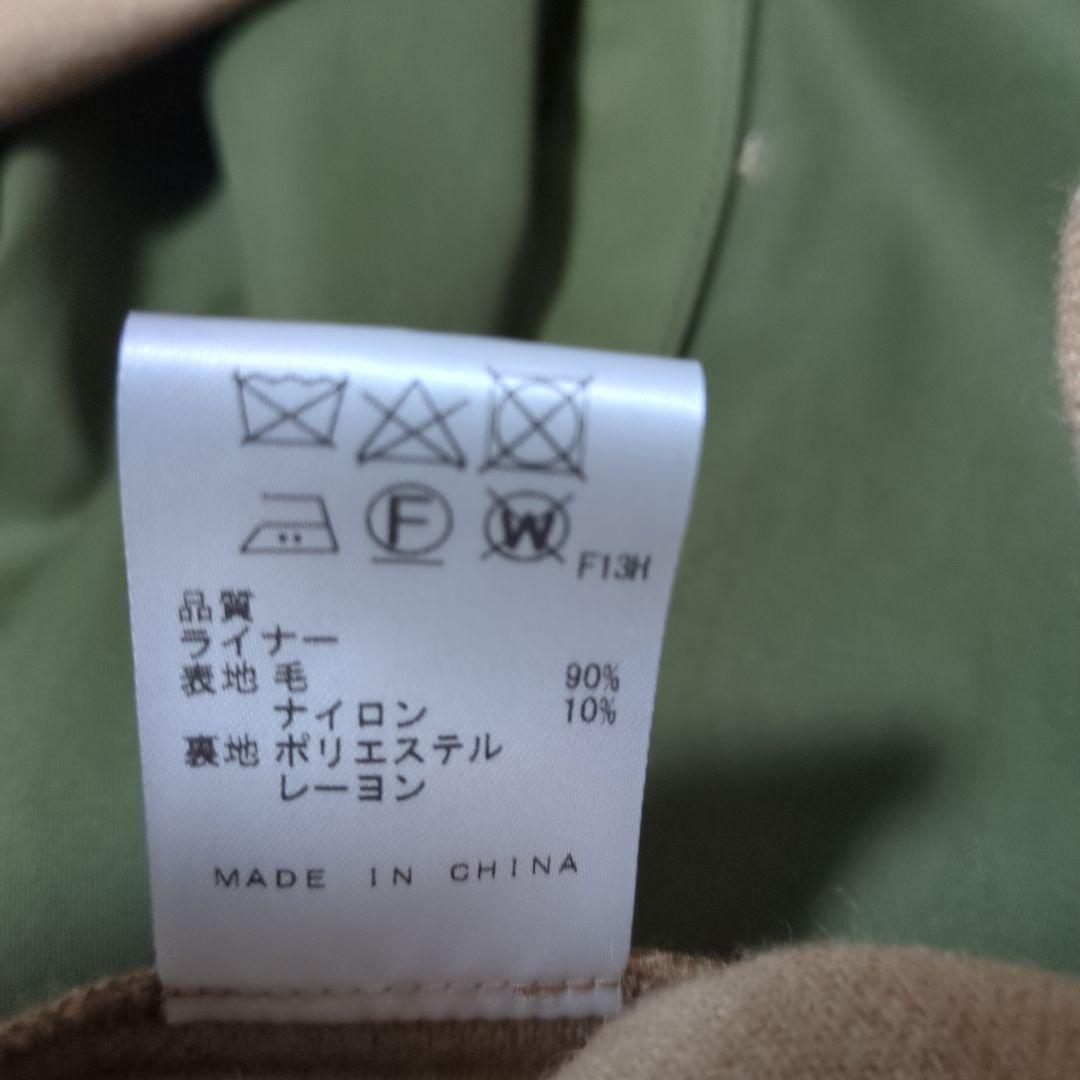 F
W
F13H
品質
ライナー
表地 毛 90%
ナイロン 10%
裏地 ポリエステル
レーヨン
MADE IN CHINA